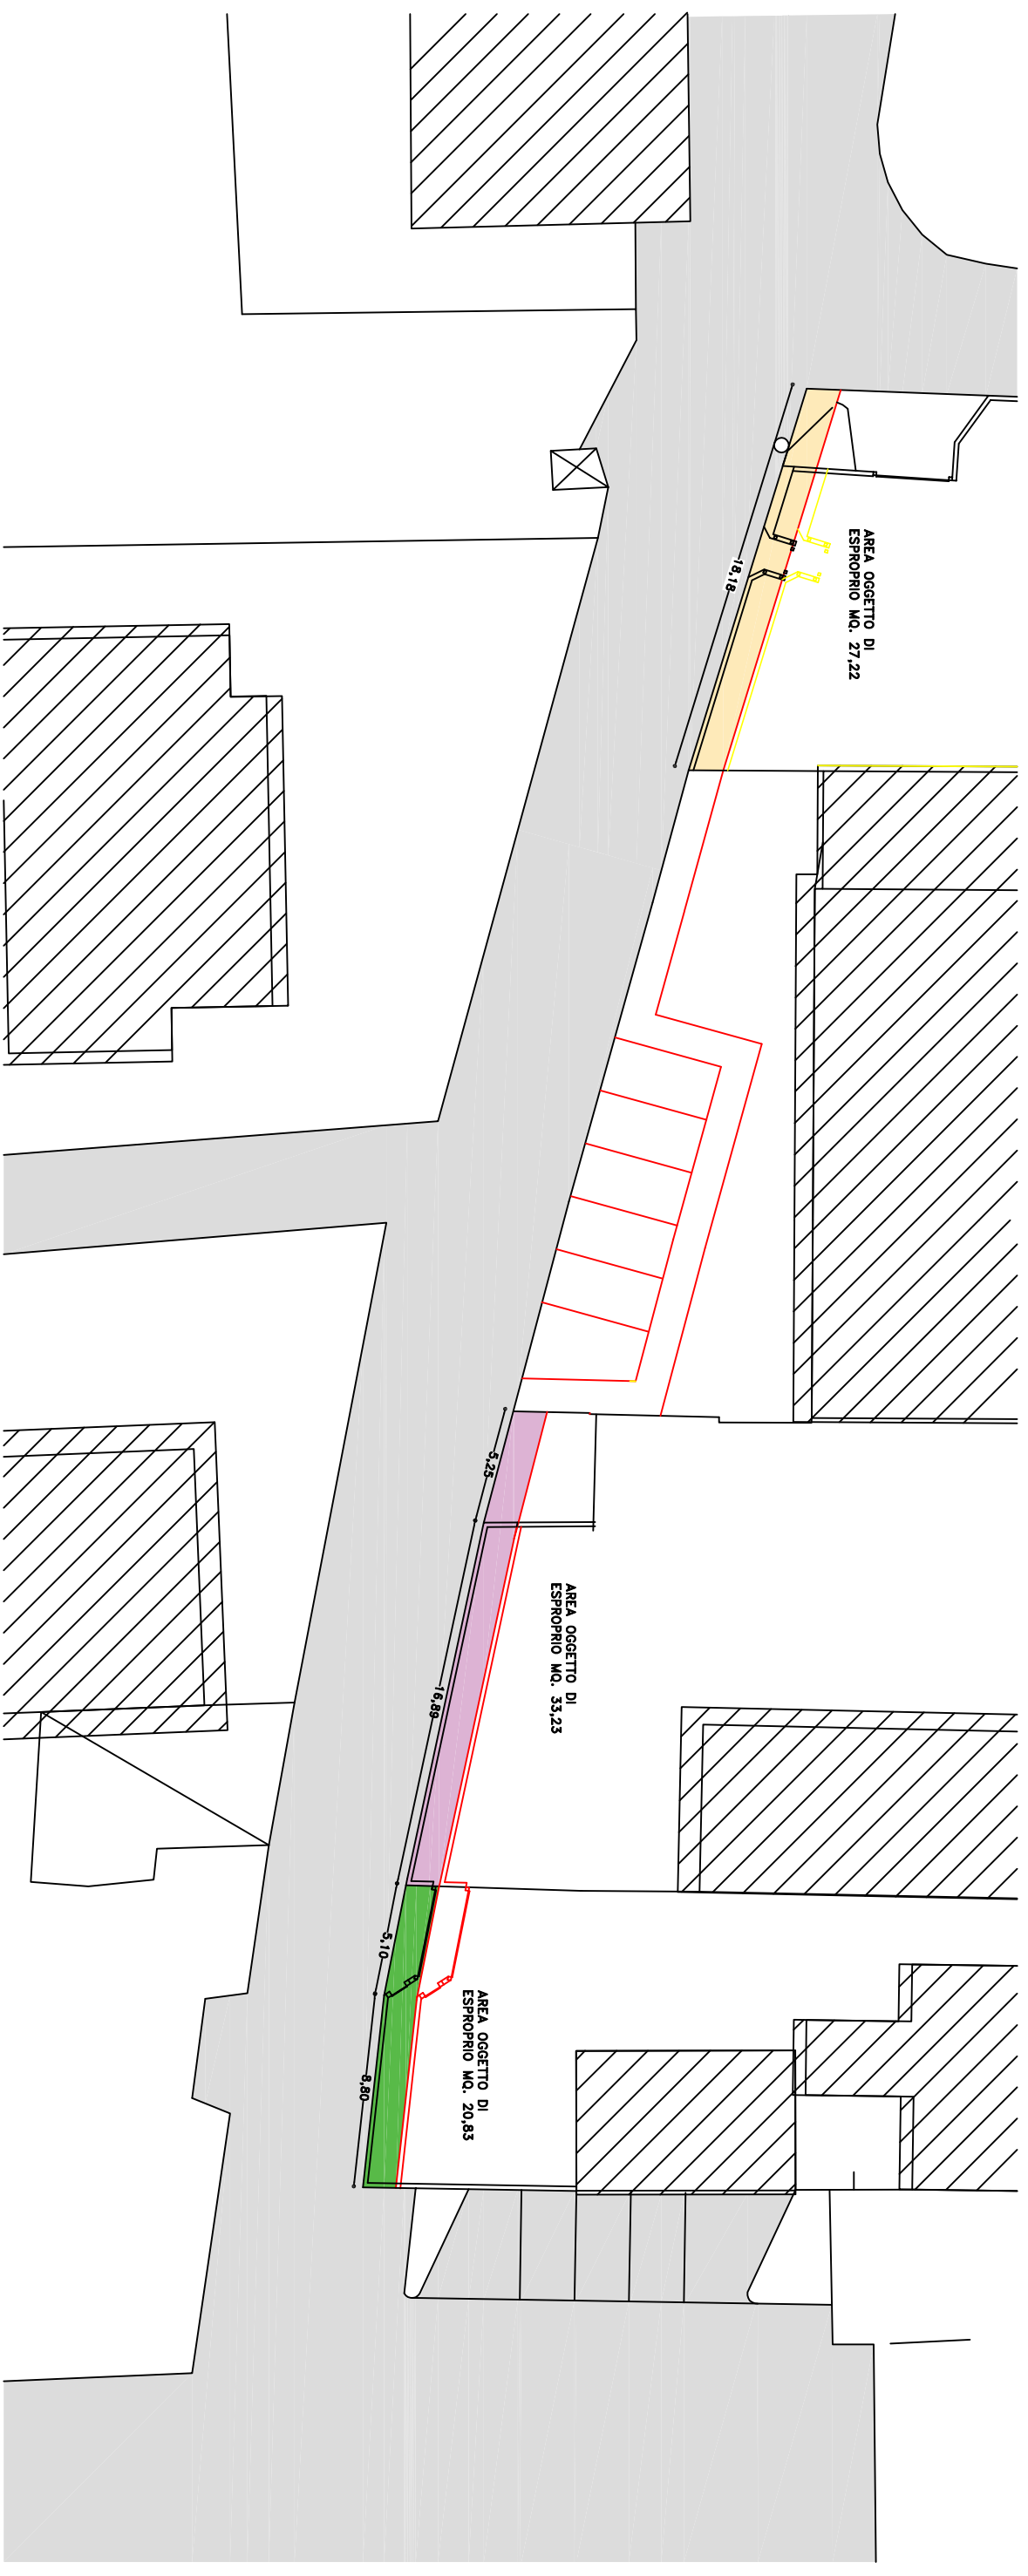 AREA OGGETTO DI
ESPROPRIO MQ. 27,22
18,18
5,25
AREA OGGETTO DI
ESPROPRIO MQ. 33,23
16,89
5,10
AREA OGGETTO DI
ESPROPRIO MQ. 20,83
8,80